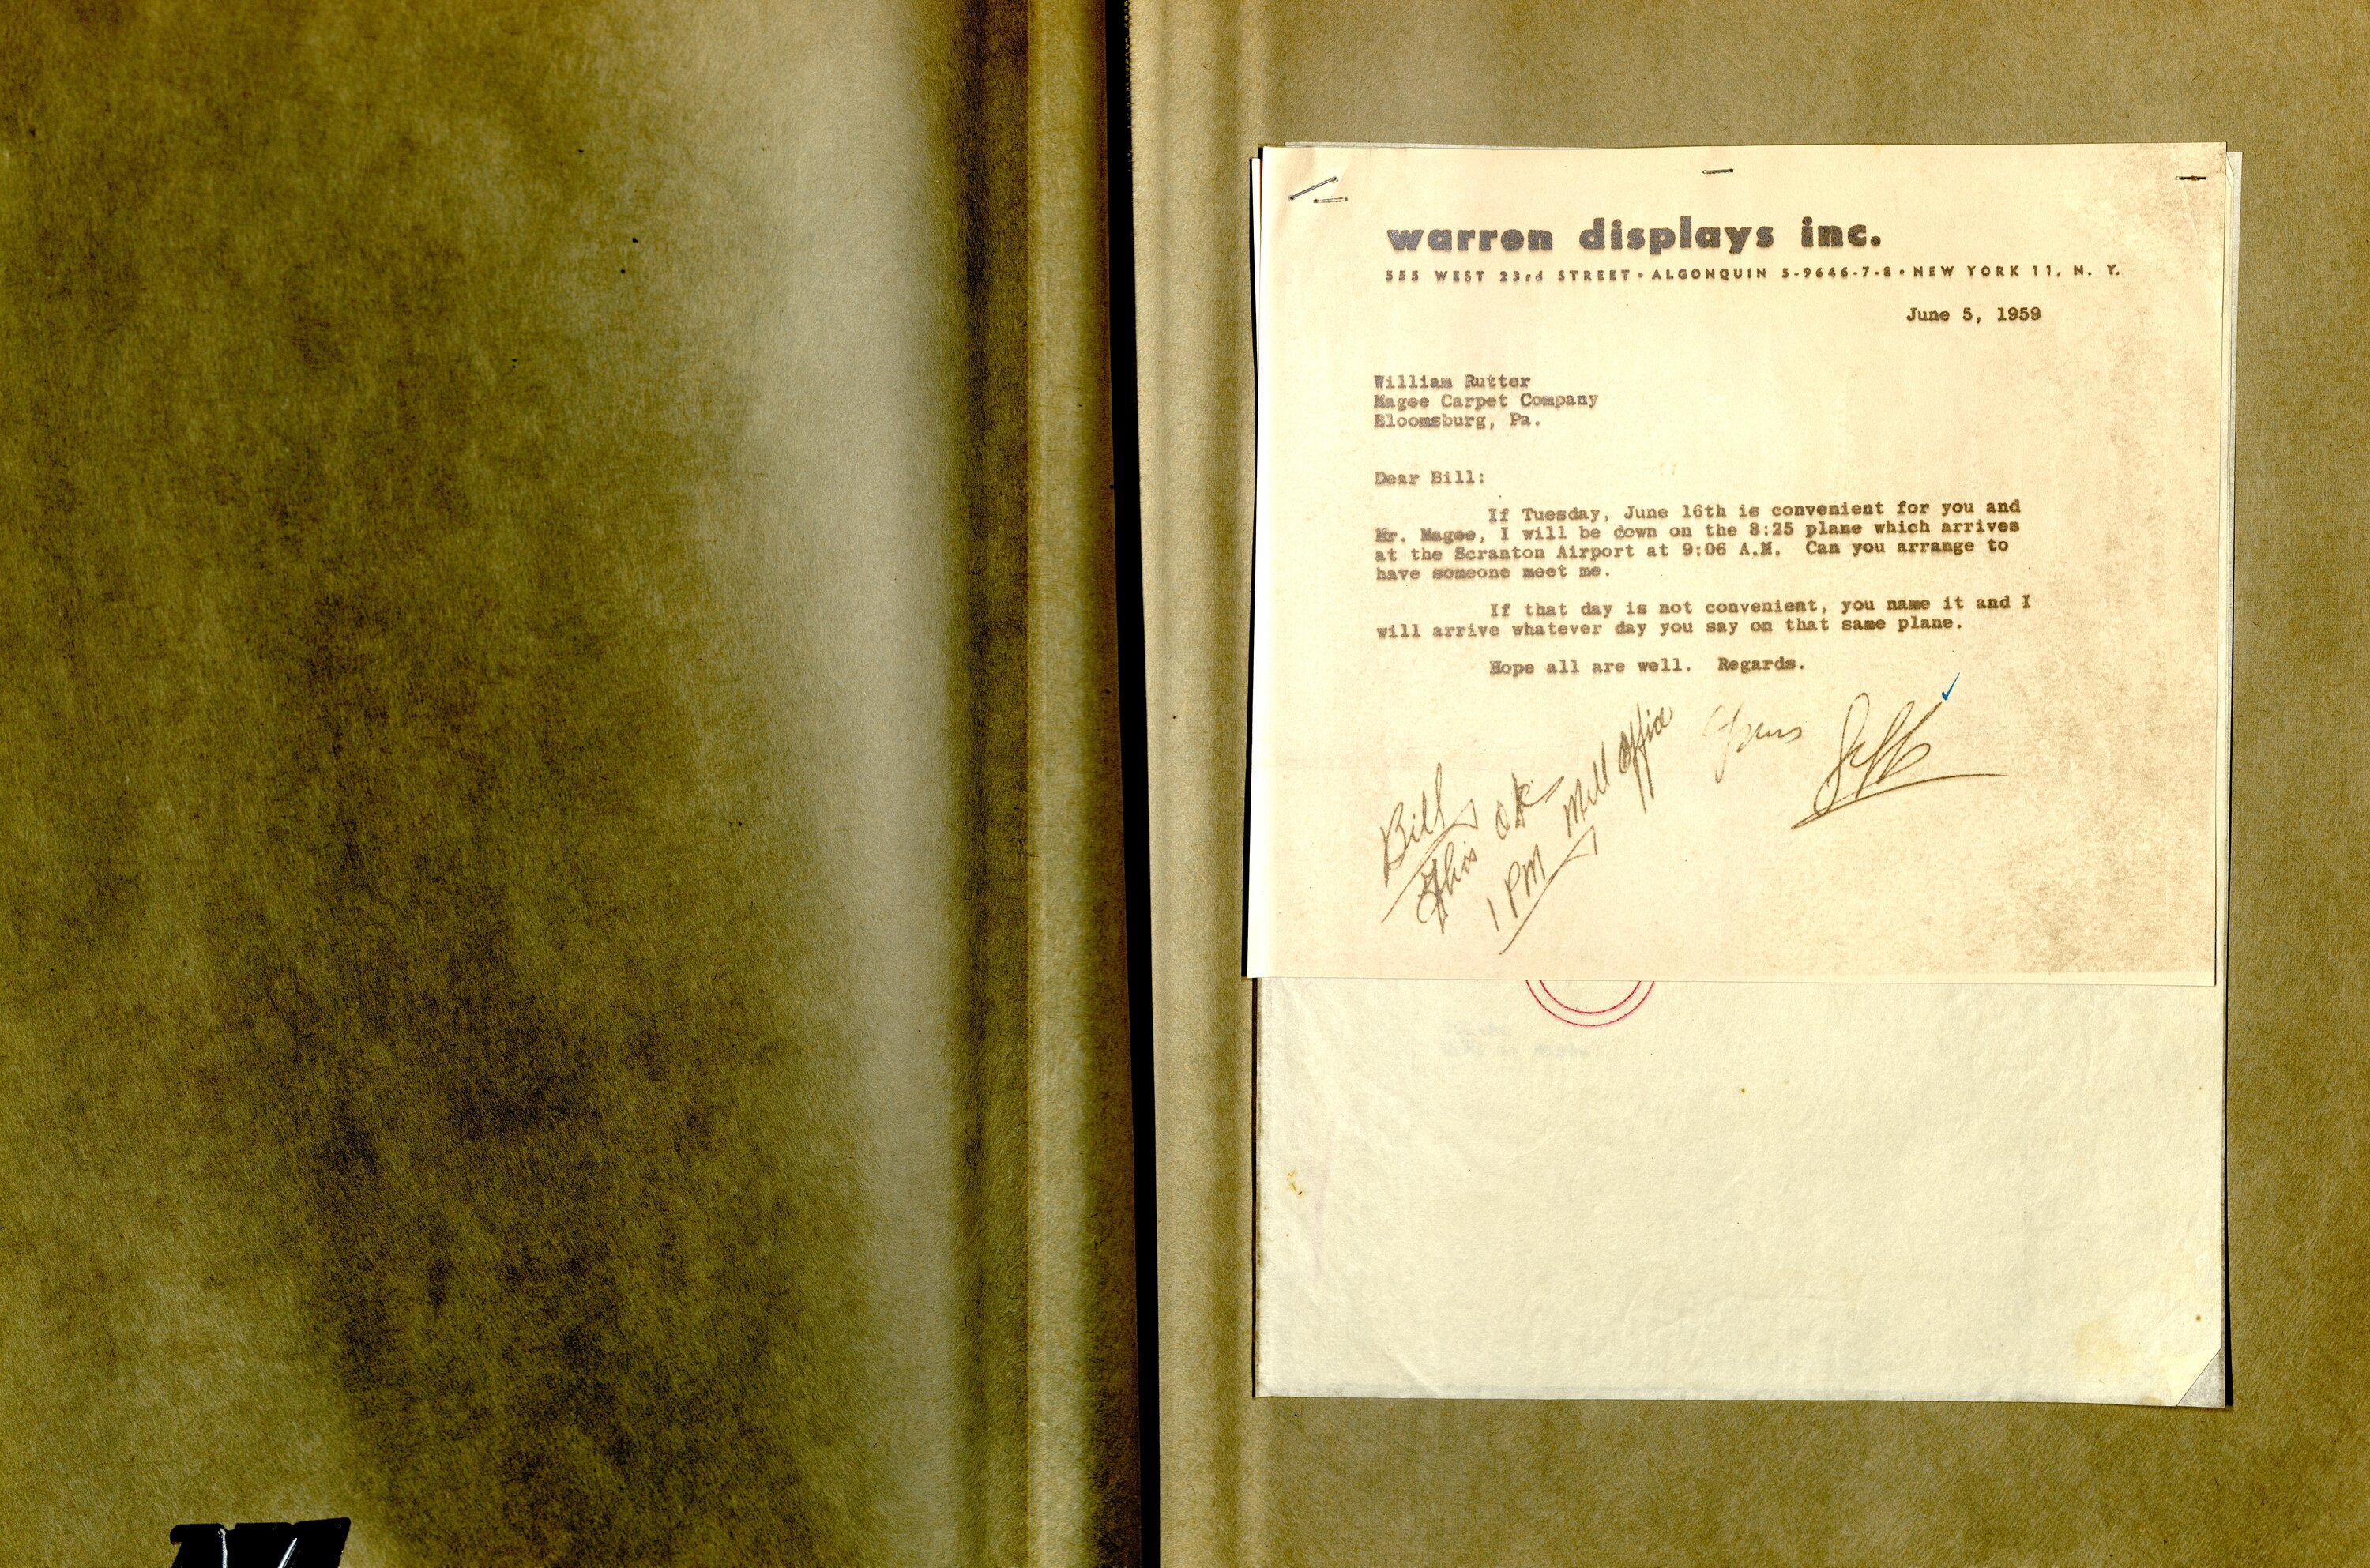 warren displays inc.
555 WEST 23rd STREET • ALGONQUIN 5-9646-7-8 • NEW YORK 11, N. Y.
June 5, 1959
William Rutter
Magee Carpet Company
Bloomsburg, Pa.
Dear Bill:
If Tuesday, June 16th is convenient for you and
Mr. Magee, I will be down on the 8:25 plane which arrives
at the Scranton Airport at 9:06 A.M. Can you arrange to
have someone meet me.
If that day is not convenient, you name it and I
will arrive whatever day you say on that same plane.
Hope all are well. Regards.
Yours
Bill
This OK
1 PM Mill Office